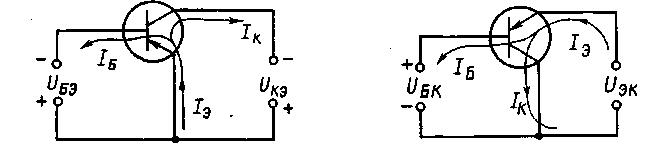 I_К
I_Э
- -
I_Б
U_БЭ U_КЭ
+ +
I_Э
+
I_Б
U_БК U_ЭК
- I_К